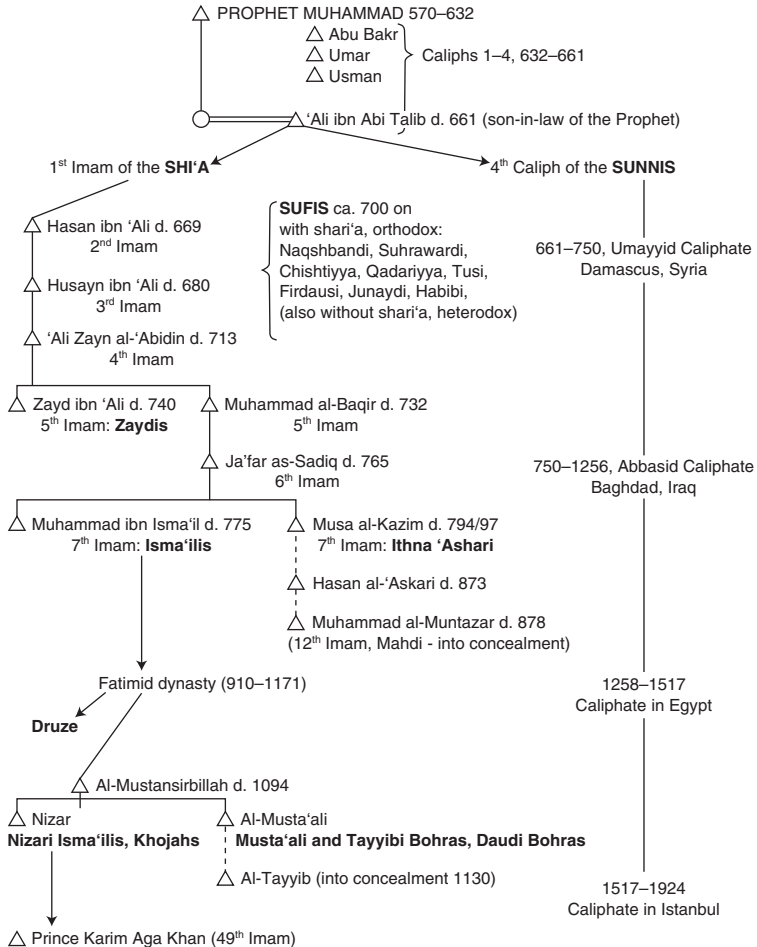 PROPHET MUHAMMAD 570–632
Abu Bakr
Umar
Usman
Caliphs 1–4, 632–661
‘Ali ibn Abi Talib d. 661 (son-in-law of the Prophet)
1st Imam of the SHI‘A
4th Caliph of the SUNNIS
Hasan ibn ‘Ali d. 669
2nd Imam
Husayn ibn ‘Ali d. 680
3rd Imam
‘Ali Zayn al-‘Abidin d. 713
4th Imam
SUFIS ca. 700 on
with shari‘a, orthodox:
Naqshbandi, Suhrawardi,
Chishtiyya, Qadariyya, Tusi,
Firdausi, Junaydi, Habibi,
(also without shari‘a, heterodox)
661–750, Umayyid Caliphate
Damascus, Syria
Zayd ibn ‘Ali d. 740
5th Imam: Zaydis
Muhammad al-Baqir d. 732
5th Imam
Ja’far as-Sadiq d. 765
6th Imam
750–1256, Abbasid Caliphate
Baghdad, Iraq
Muhammad ibn Isma‘il d. 775
7th Imam: Isma‘ilis
Musa al-Kazim d. 794/97
7th Imam: Ithna ‘Ashari
Hasan al-‘Askari d. 873
Muhammad al-Muntazar d. 878
(12th Imam, Mahdi - into concealment)
Fatimid dynasty (910–1171)
Druze
1258–1517
Caliphate in Egypt
Al-Mustansirbillah d. 1094
Nizar
Nizari Isma‘ilis, Khojahs
Al-Musta‘ali
Musta‘ali and Tayyibi Bohras, Daudi Bohras
Al-Tayyib (into concealment 1130)
1517–1924
Caliphate in Istanbul
Prince Karim Aga Khan (49th Imam)